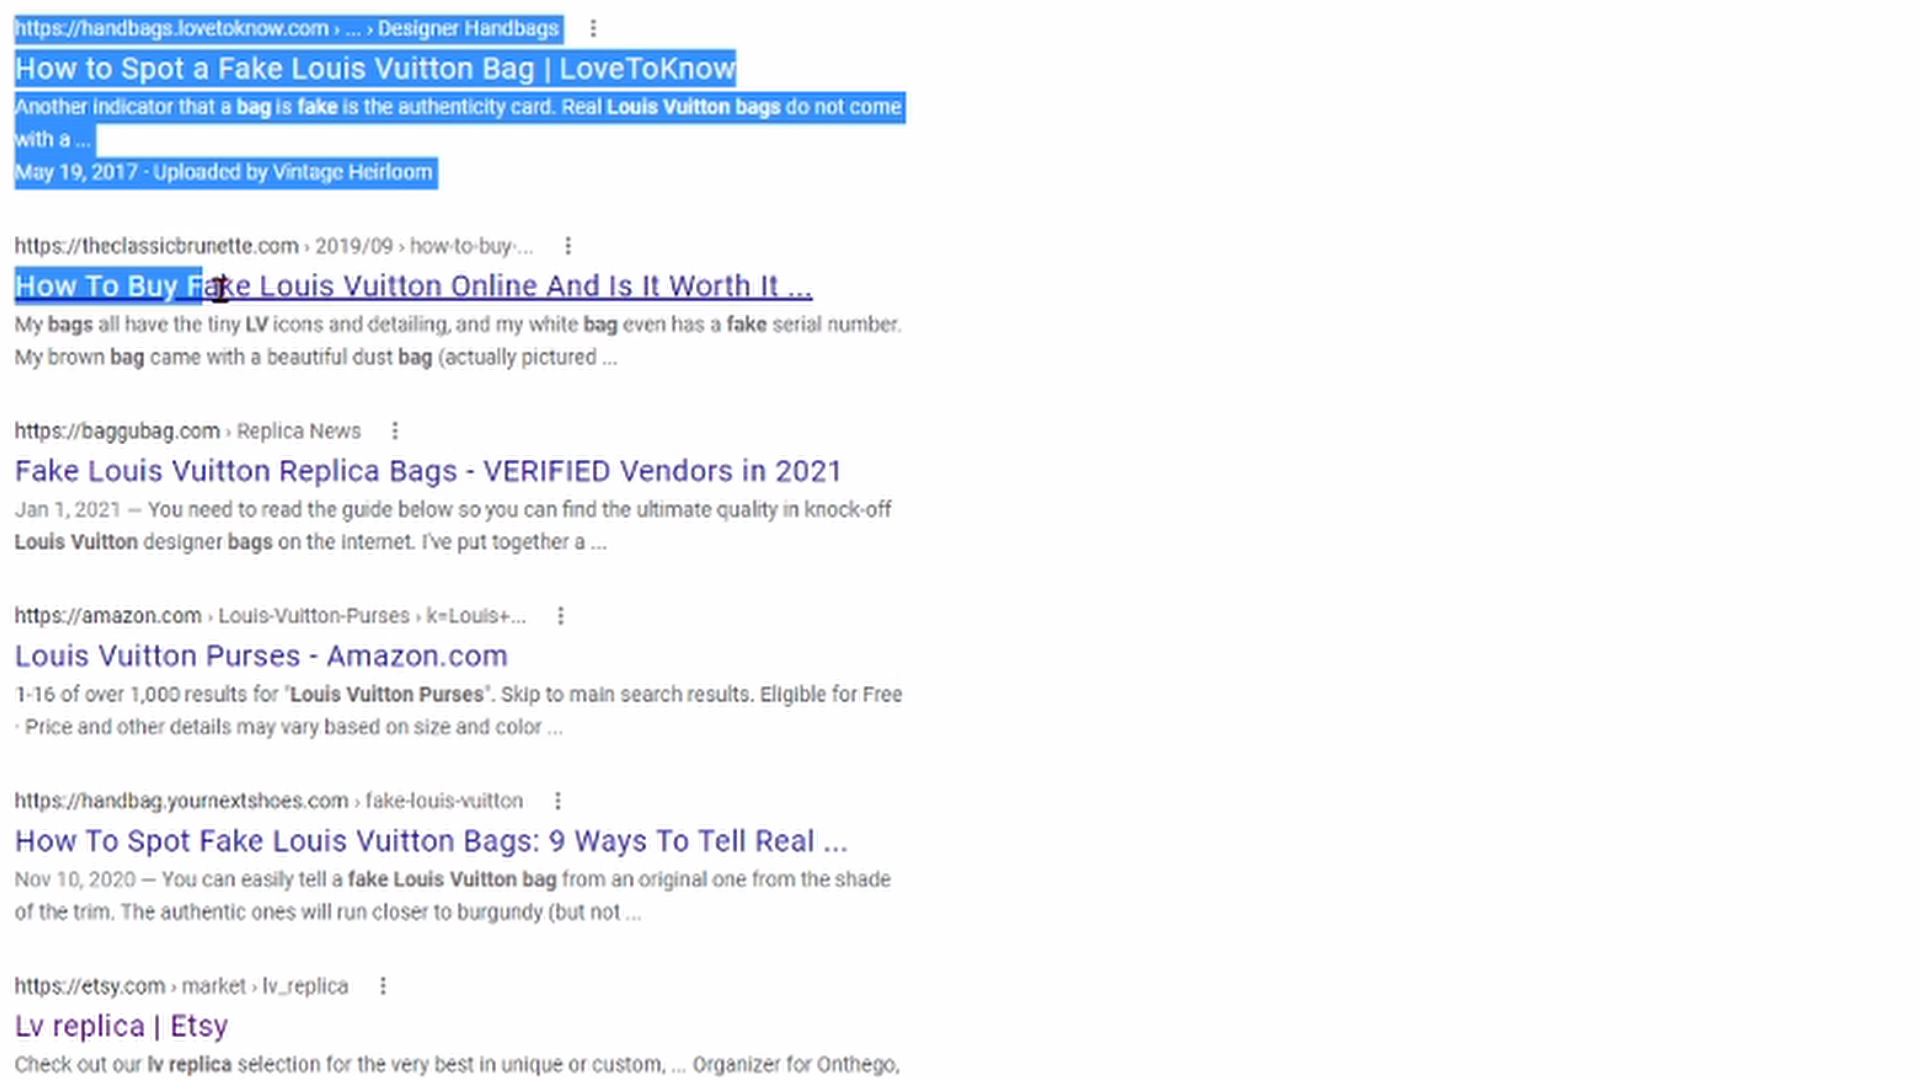 https://handbags.lovetoknow.com › ... › Designer Handbags
How to Spot a Fake Louis Vuitton Bag | LoveToKnow
Another indicator that a bag is fake is the authenticity card. Real Louis Vuitton bags do not come
with a ...
May 19, 2017 · Uploaded by Vintage Heirloom
https://theclassicbrunette.com › 2019/09 › how-to-buy-...
How To Buy Fake Louis Vuitton Online And Is It Worth It ...
My bags all have the tiny LV icons and detailing, and my white bag even has a fake serial number.
My brown bag came with a beautiful dust bag (actually pictured ...
https://baggubag.com › Replica News
Fake Louis Vuitton Replica Bags - VERIFIED Vendors in 2021
Jan 1, 2021 — You need to read the guide below so you can find the ultimate quality in knock-off
Louis Vuitton designer bags on the Internet. I've put together a ...
https://amazon.com › Louis-Vuitton-Purses › k=Louis+...
Louis Vuitton Purses - Amazon.com
1-16 of over 1,000 results for "Louis Vuitton Purses". Skip to main search results. Eligible for Free
· Price and other details may vary based on size and color ...
https://handbag.yournextshoes.com › fake-louis-vuitton
How To Spot Fake Louis Vuitton Bags: 9 Ways To Tell Real ...
Nov 10, 2020 — You can easily tell a fake Louis Vuitton bag from an original one from the shade
of the trim. The authentic ones will run closer to burgundy (but not ...
https://etsy.com › market › lv_replica
Lv replica | Etsy
Check out our lv replica selection for the very best in unique or custom, ... Organizer for Onthego,